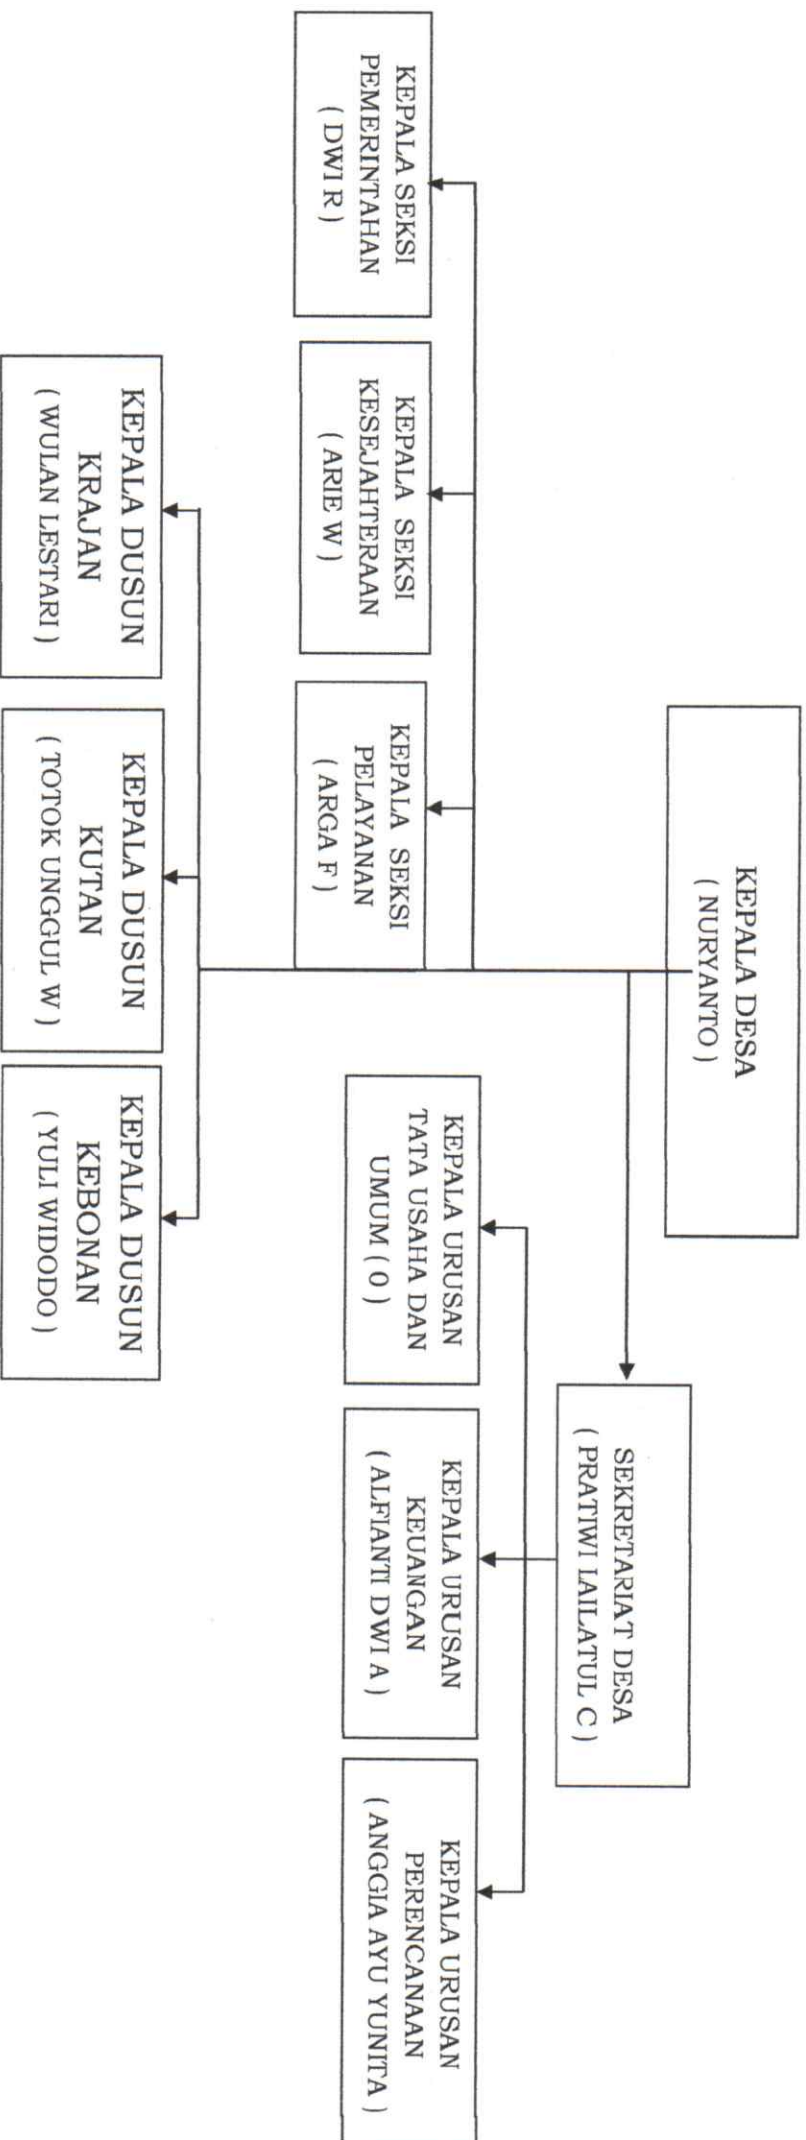 KEPALA DESA
( NURYANTO )
SEKRETARIAT DESA
( PRATIWI LAILATUL C )
KEPALA SEKSI
PEMERINTAHAN
( DWI R )
KEPALA SEKSI
KESEJAHTERAAN
( ARIE W )
KEPALA SEKSI
PELAYANAN
( ARGA F )
KEPALA URUSAN
TATA USAHA DAN
UMUM ( 0 )
KEPALA URUSAN
KEUANGAN
( ALFIANTI DWI A )
KEPALA URUSAN
PERENCANAAN
( ANGGIA AYU YUNITA )
KEPALA DUSUN
KRAJAN
( WULAN LESTARI )
KEPALA DUSUN
KUTAN
( TOTOK UNGGUL W )
KEPALA DUSUN
KEBONAN
( YULI WIDODO )